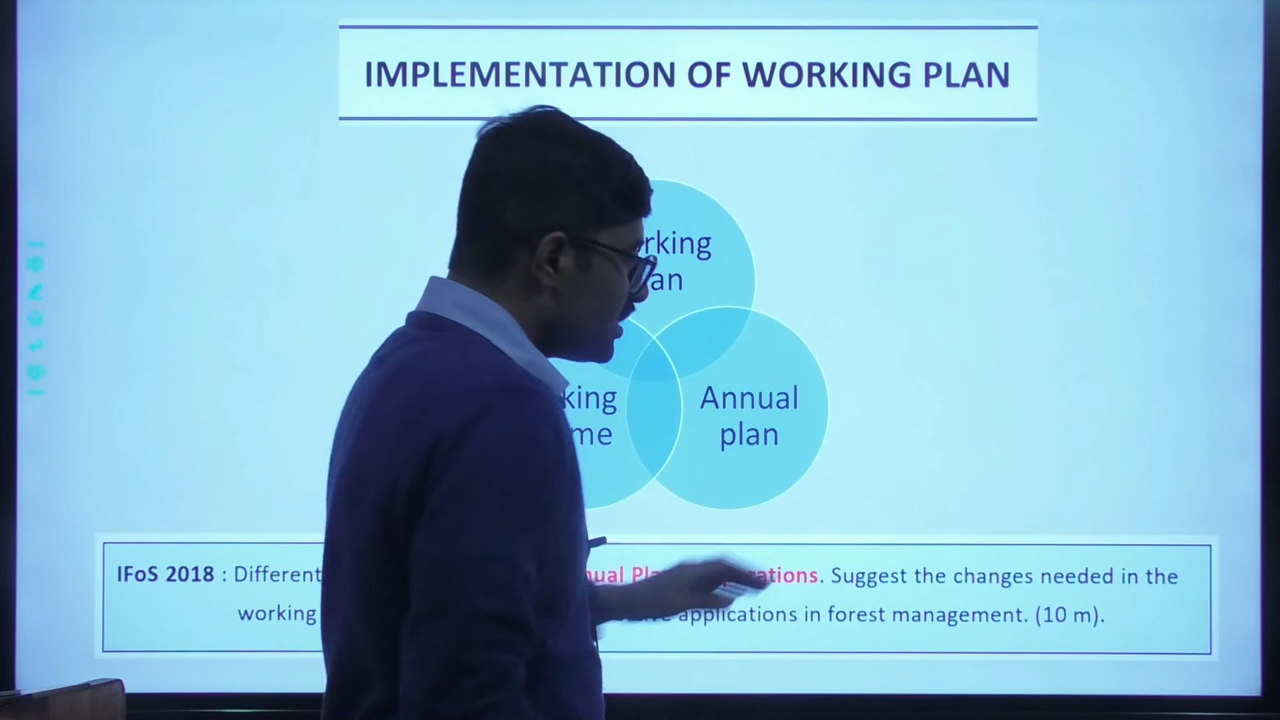 IMPLEMENTATION OF WORKING PLAN
rking
an
king
me
Annual
plan
IFoS 2018 : Different nual Pla rations. Suggest the changes needed in the
working applications in forest management. (10 m).